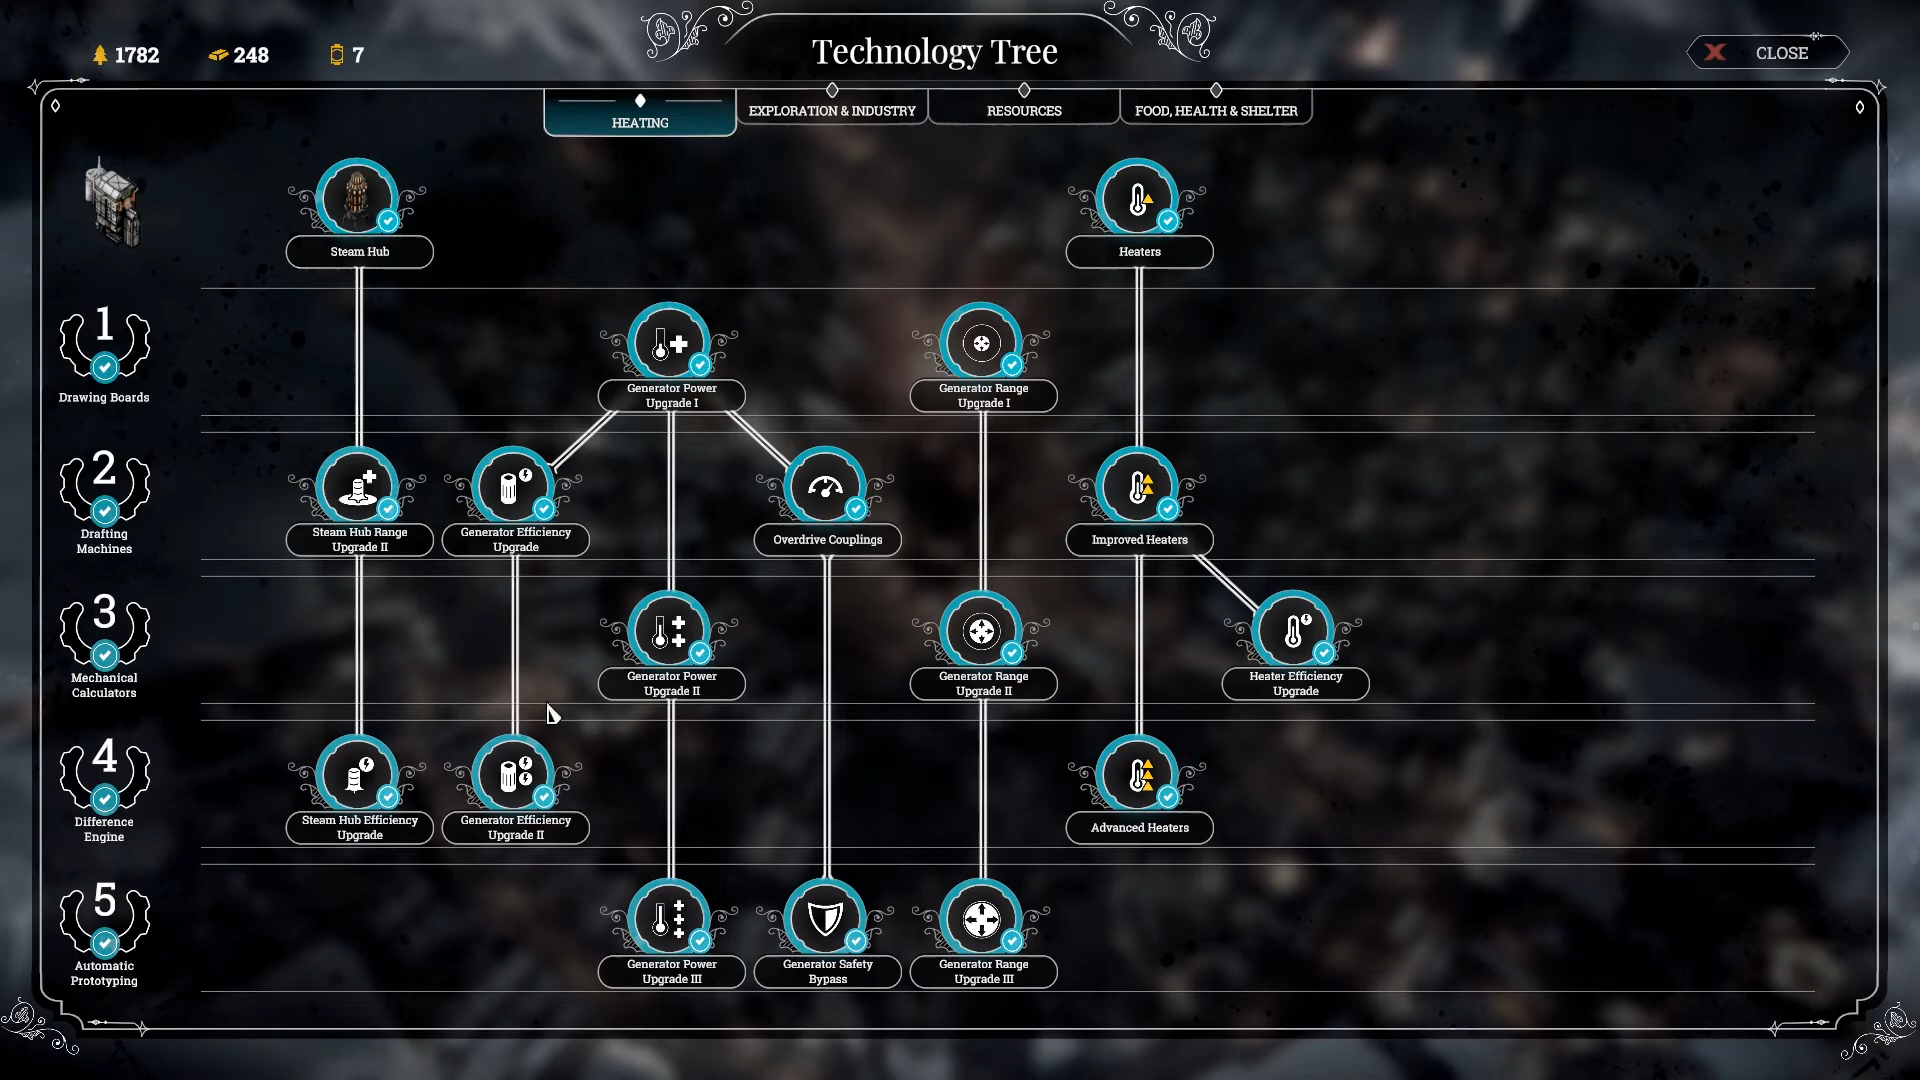 1782
248
7
Technology Tree
CLOSE
HEATING
EXPLORATION & INDUSTRY
RESOURCES
FOOD, HEALTH & SHELTER
Steam Hub
Heaters
1
Drawing Boards
Generator Power
Upgrade I
Generator Range
Upgrade I
2
Drafting
Machines
Steam Hub Range
Upgrade II
Generator Efficiency
Upgrade
Overdrive Couplings
Improved Heaters
3
Mechanical
Calculators
Generator Power
Upgrade II
Generator Range
Upgrade II
Heater Efficiency
Upgrade
4
Difference
Engine
Steam Hub Efficiency
Upgrade
Generator Efficiency
Upgrade II
Advanced Heaters
5
Automatic
Prototyping
Generator Power
Upgrade III
Generator Safety
Bypass
Generator Range
Upgrade III